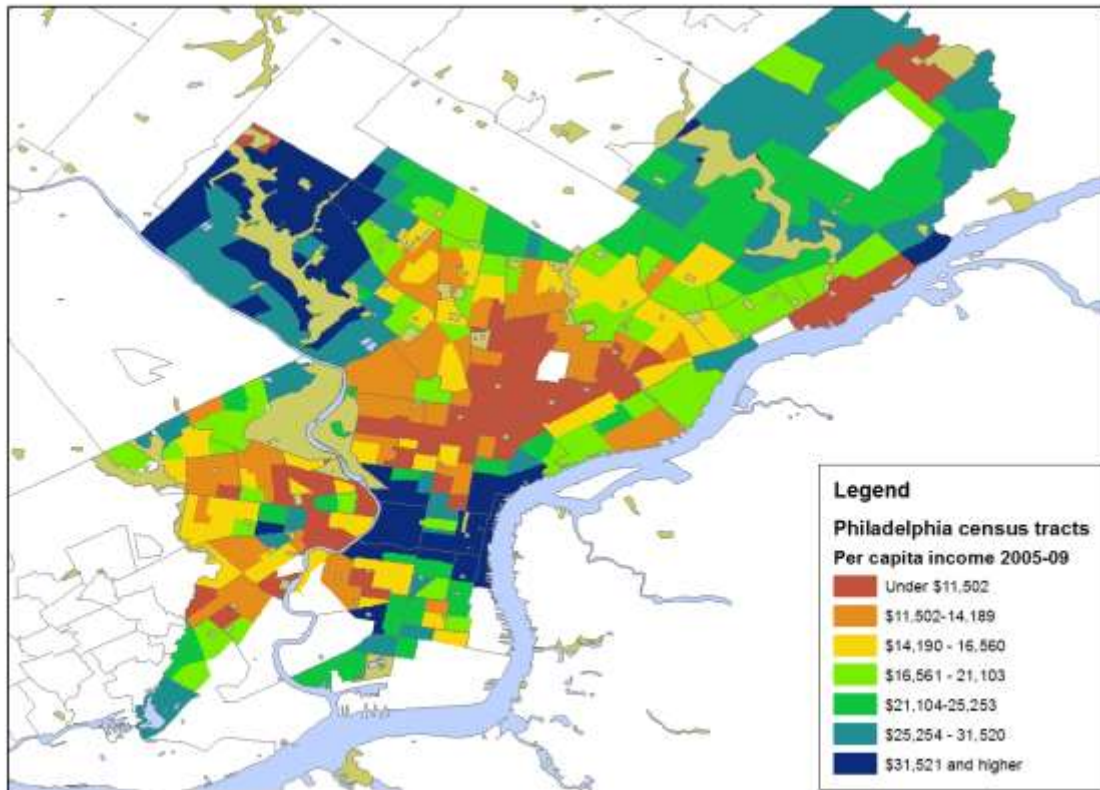 Legend
Philadelphia census tracts
Per capita income 2005-09
Under $11,502
$11,502-14,189
$14,190 - 16,560
$16,561 - 21,103
$21,104-25,253
$25,254 - 31,520
$31,521 and higher